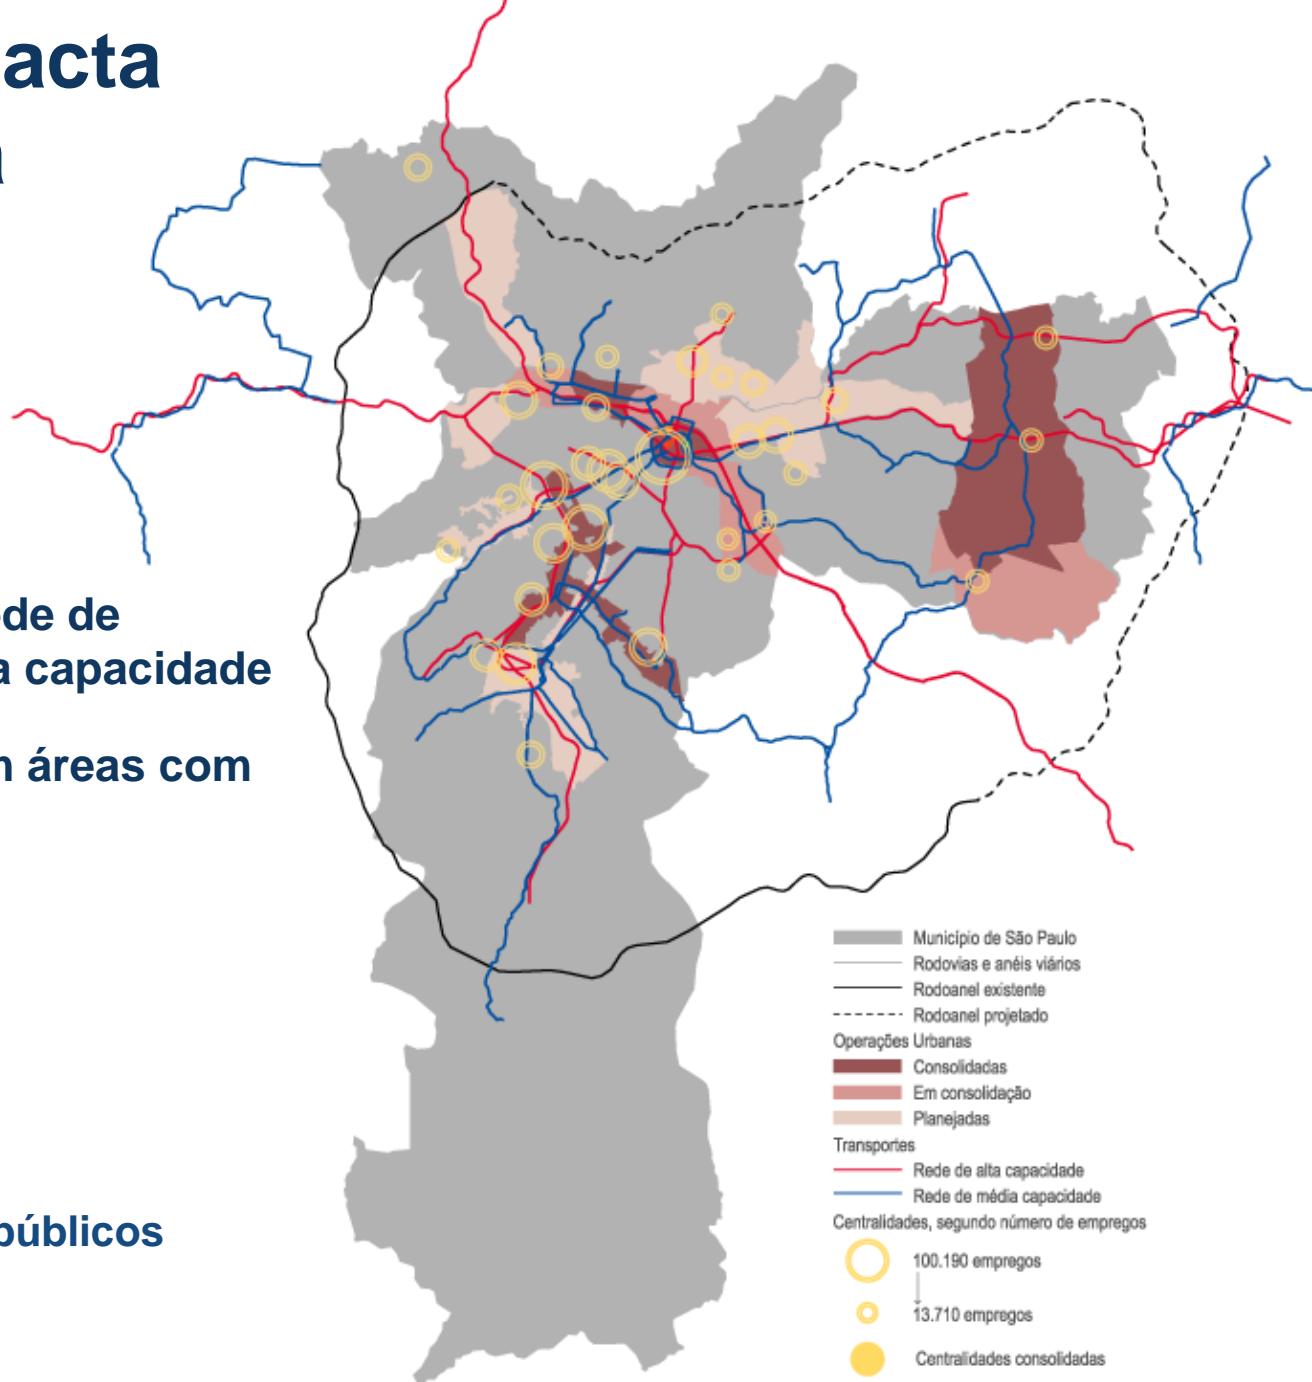 acta
a
ede de
a capacidade
m áreas com
públicos
Município de São Paulo
Rodovias e anéis viários
Rodoanel existente
Rodoanel projetado
Operações Urbanas
Consolidadas
Em consolidação
Planejadas
Transportes
Rede de alta capacidade
Rede de média capacidade
Centralidades, segundo número de empregos
100.190 empregos
13.710 empregos
Centralidades consolidadas